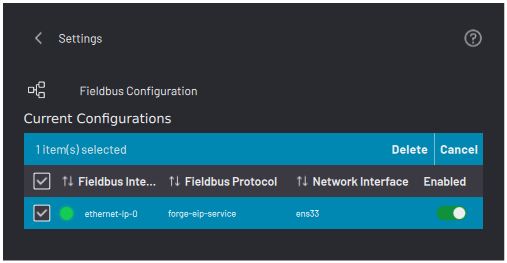 Settings
?
Fieldbus Configuration
Current Configurations
1 item(s) selected Delete Cancel
Fieldbus Inte... Fieldbus Protocol Network Interface Enabled
ethernet-ip-0 forge-eip-service ens33